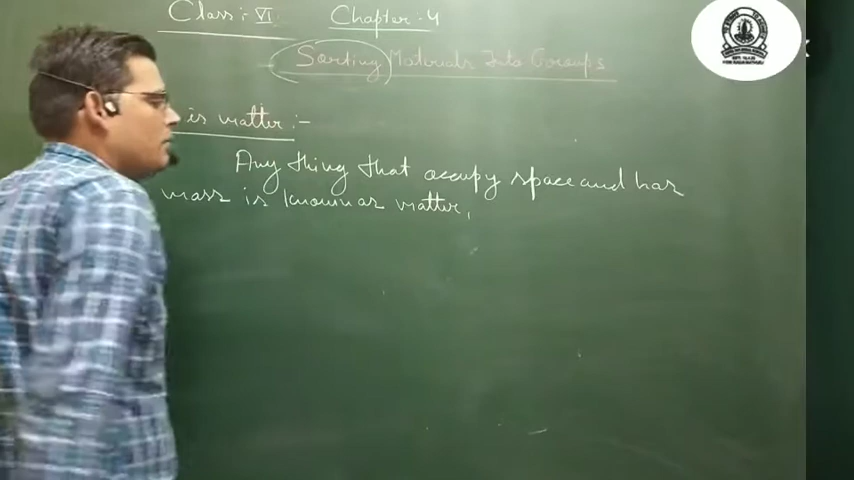 Class:- VI Chapter-4
Sorting Materials Into Groups
is matter :-
Any thing that occupy space and has
mass is known as matter,